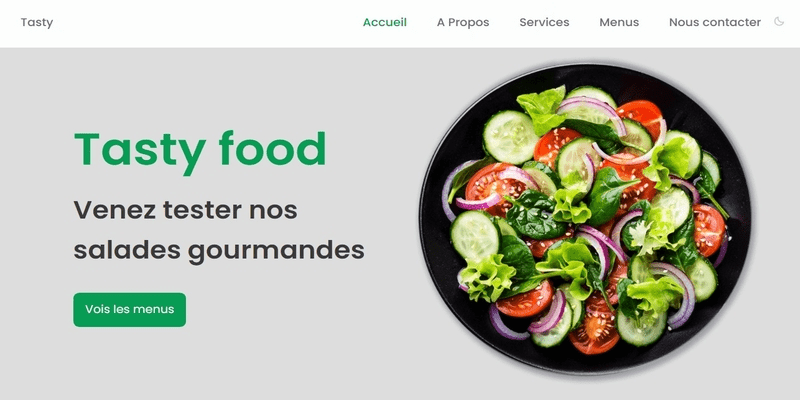 Tasty
Accueil
A Propos
Services
Menus
Nous contacter
Tasty food
Venez tester nos
salades gourmandes
Vois les menus